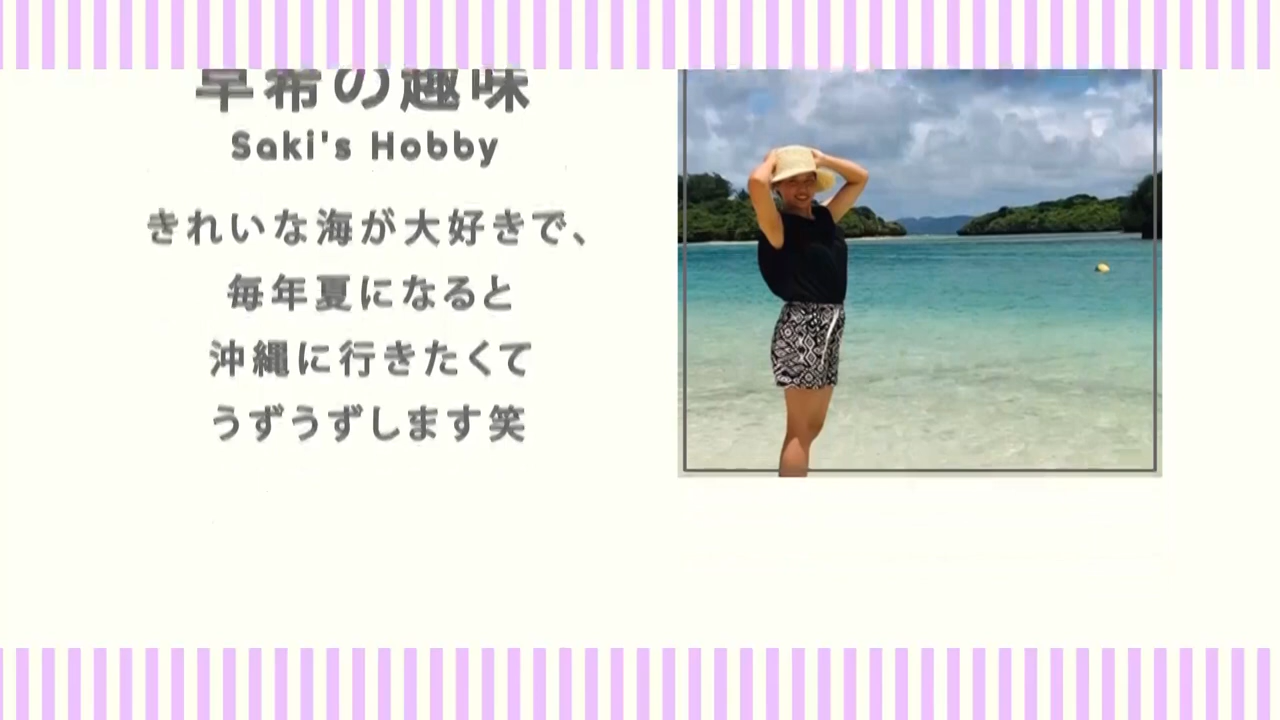 早希の趣味
Saki's Hobby
きれいな海が大好きで、
毎年夏になると
沖縄に行きたくて
うずうずします笑